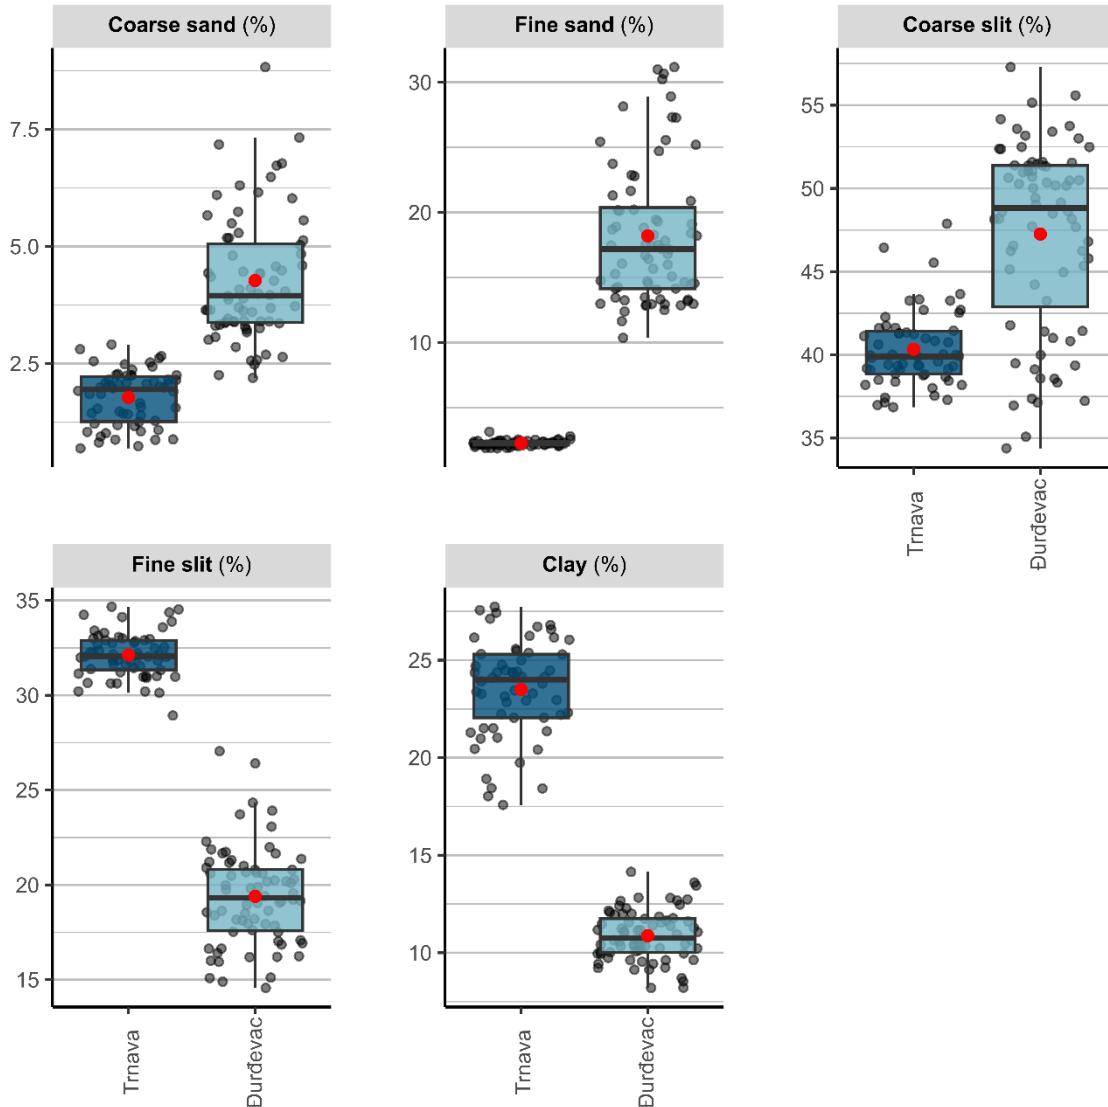 Coarse sand (%)
7.5
5.0
2.5
Fine sand (%)
30
20
10
Coarse slit (%)
55
50
45
40
35
Trnava
Đurđevac
Fine slit (%)
35
30
25
20
15
Trnava
Đurđevac
Clay (%)
25
20
15
10
Trnava
Đurđevac